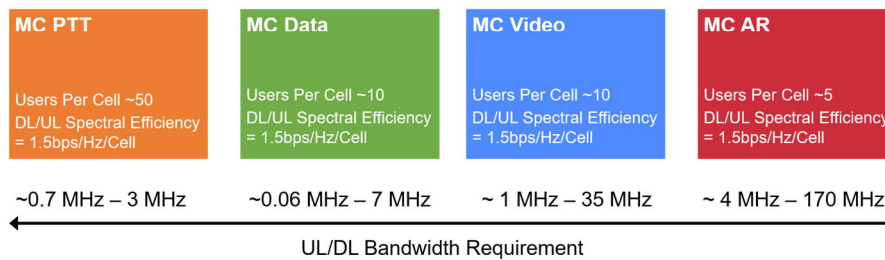 MC PTT
Users Per Cell ~50
DL/UL Spectral Efficiency
= 1.5bps/Hz/Cell
MC Data
Users Per Cell ~10
DL/UL Spectral Efficiency
= 1.5bps/Hz/Cell
MC Video
Users Per Cell ~10
DL/UL Spectral Efficiency
= 1.5bps/Hz/Cell
MC AR
Users Per Cell ~5
DL/UL Spectral Efficiency
= 1.5bps/Hz/Cell
~0.7 MHz – 3 MHz
~0.06 MHz – 7 MHz
~ 1 MHz – 35 MHz
~ 4 MHz – 170 MHz
UL/DL Bandwidth Requirement